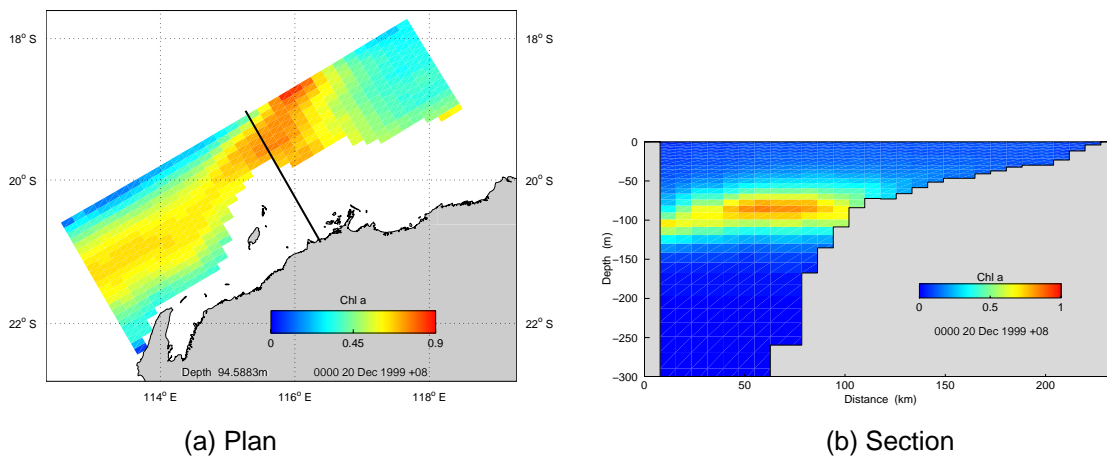 18° S
20° S
22° S
18° S
20° S
22° S
Chl a
0 0.45 0.9
Depth 94.5883m 0000 20 Dec 1999 +08
114° E 116° E 118° E
(a) Plan
0
−50
−100
−150
−200
−250
−300
Depth (m)
Chl a
0 0.5 1
0000 20 Dec 1999 +08
0 50 100 150 200
Distance (km)
(b) Section